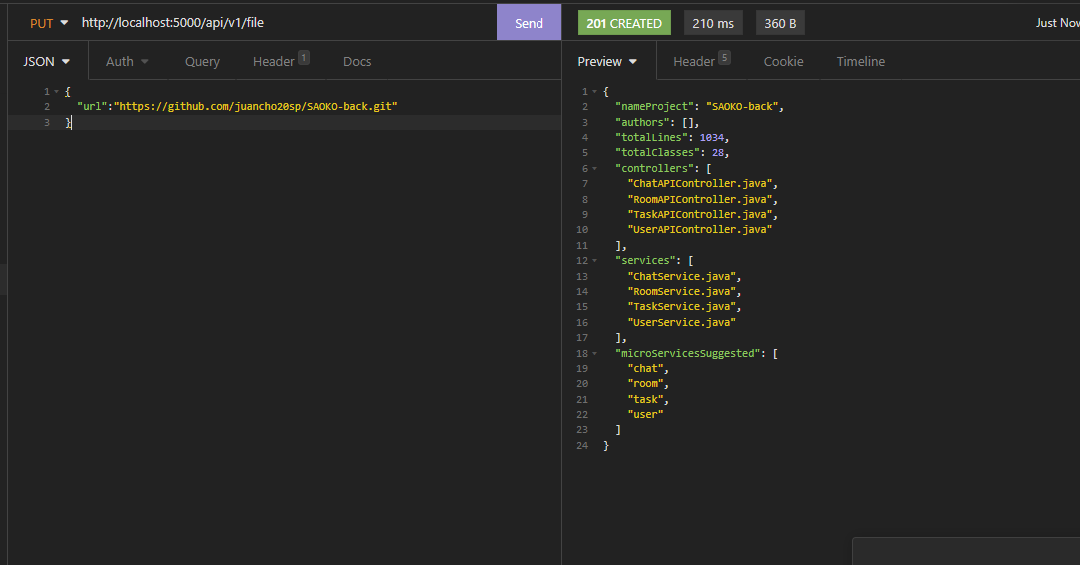 PUT http://localhost:5000/api/v1/file Send
201 CREATED 210 ms 360 B Just Now
JSON Auth Query Header 1 Docs
Preview Header 5 Cookie Timeline
1 {
2 "url":"https://github.com/juancho20sp/SAOKO-back.git"
3 }
1 {
2 "nameProject": "SAOKO-back",
3 "authors": [],
4 "totalLines": 1034,
5 "totalClasses": 28,
6 "controllers": [
7 "ChatAPIController.java",
8 "RoomAPIController.java",
9 "TaskAPIController.java",
10 "UserAPIController.java"
11 ],
12 "services": [
13 "ChatService.java",
14 "RoomService.java",
15 "TaskService.java",
16 "UserService.java"
17 ],
18 "microServicesSuggested": [
19 "chat",
20 "room",
21 "task",
22 "user"
23 ]
24 }